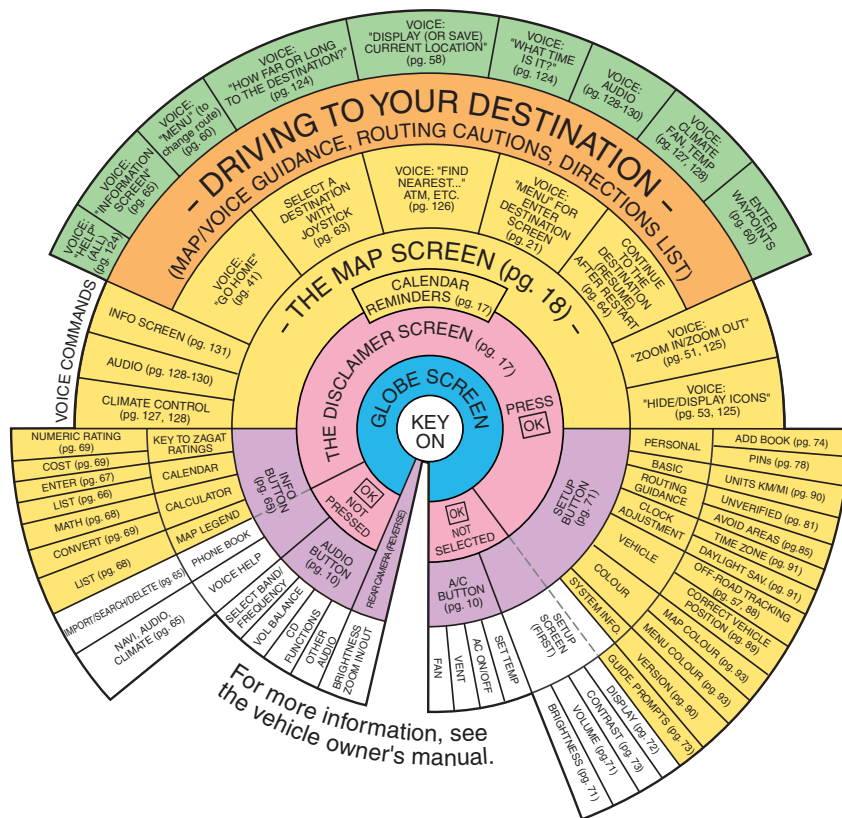 VOICE:
"HELP"
(ALL)
(pg. 124)
VOICE:
"INFORMATION
SCREEN"
(pg. 65)
VOICE:
"MENU" (to
change route)
(pg. 60)
VOICE:
"HOW FAR OR LONG
TO THE DESTINATION?"
(pg. 124)
VOICE:
"DISPLAY (OR SAVE)
CURRENT LOCATION"
(pg. 58)
VOICE:
"WHAT TIME
IS IT?"
(pg. 124)
VOICE:
AUDIO
(pg. 128-130)
VOICE:
CLIMATE
FAN, TEMP
(pg. 127, 128)
ENTER
WAYPOINTS
(pg. 60)
- DRIVING TO YOUR DESTINATION -
(MAP/VOICE GUIDANCE, ROUTING CAUTIONS, DIRECTIONS LIST)
VOICE:
"GO HOME"
(pg. 41)
SELECT A
DESTINATION
WITH
JOYSTICK
(pg. 63)
VOICE: "FIND
NEAREST..."
ATM, ETC.
(pg. 126)
VOICE:
"MENU" FOR
ENTER
DESTINATION
SCREEN
(pg. 21)
CONTINUE
TO THE
DESTINATION
(RESUME)
AFTER RESTART
(pg. 64)
- THE MAP SCREEN (pg. 18) -
CALENDAR
REMINDERS (pg. 17)
VOICE COMMANDS
INFO SCREEN (pg. 131)
AUDIO (pg. 128-130)
CLIMATE CONTROL
(pg. 127, 128)
VOICE:
"ZOOM IN/ZOOM OUT"
(pg. 51, 125)
VOICE:
"HIDE/DISPLAY ICONS"
(pg. 53, 125)
THE DISCLAIMER SCREEN (pg. 17)
PRESS
OK
GLOBE SCREEN
KEY
ON
OK
NOT
PRESSED
OK
NOT
SELECTED
INFO
BUTTON
(pg. 65)
KEY TO ZAGAT
RATINGS
CALENDAR
CALCULATOR
MAP LEGEND
PHONE BOOK
VOICE HELP
NUMERIC RATING
(pg. 69)
COST (pg. 69)
ENTER (pg. 67)
LIST (pg. 66)
MATH (pg. 68)
CONVERT (pg. 69)
LIST (pg. 68)
IMPORT/SEARCH/DELETE (pg. 65)
NAVI, AUDIO,
CLIMATE (pg. 65)
AUDIO
BUTTON
(pg. 10)
SELECT BAND/
FREQUENCY
VOL BALANCE
CD
FUNCTIONS
OTHER
AUDIO
REAR CAMERA (REVERSE)
BRIGHTNESS
ZOOM IN/OUT
A/C
BUTTON
(pg. 10)
FAN
VENT
AC ON/OFF
SET TEMP
SETUP
BUTTON
(pg. 71)
SETUP
SCREEN
(FIRST)
BRIGHTNESS (pg. 71)
VOLUME (pg.71)
CONTRAST (pg. 73)
DISPLAY (pg. 72)
PERSONAL
BASIC
ROUTING
GUIDANCE
CLOCK
ADJUSTMENT
VEHICLE
COLOUR
SYSTEM INFO.
ADD BOOK (pg. 74)
PINs (pg. 78)
UNITS KM/MI (pg. 90)
UNVERIFIED (pg. 81)
AVOID AREAS (pg.85)
TIME ZONE (pg. 91)
DAYLIGHT SAV. (pg. 91)
OFF-ROAD TRACKING
(pg. 57, 88)
CORRECT VEHICLE
POSITION (pg. 89)
MAP COLOUR (pg. 93)
MENU COLOUR (pg. 93)
VERSION (pg. 90)
GUIDE. PROMPTS (pg. 73)
For more information, see
the vehicle owner's manual.